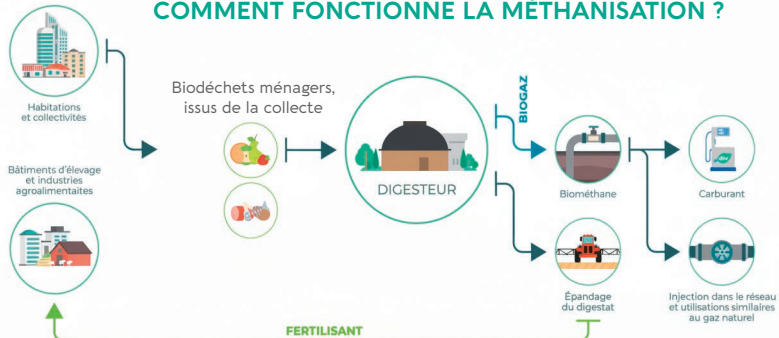 COMMENT FONCTIONNE LA MÉTHANISATION ?
Habitations
et collectivités
Biodéchets ménagers,
issus de la collecte
Bâtiments d'élevage
et industries
agroalimentaites
DIGESTEUR
BIOGAZ
Biométhane
Carburant
Épandage
du digestat
Injection dans le réseau
et utilisations similaires
au gaz naturel
FERTILISANT